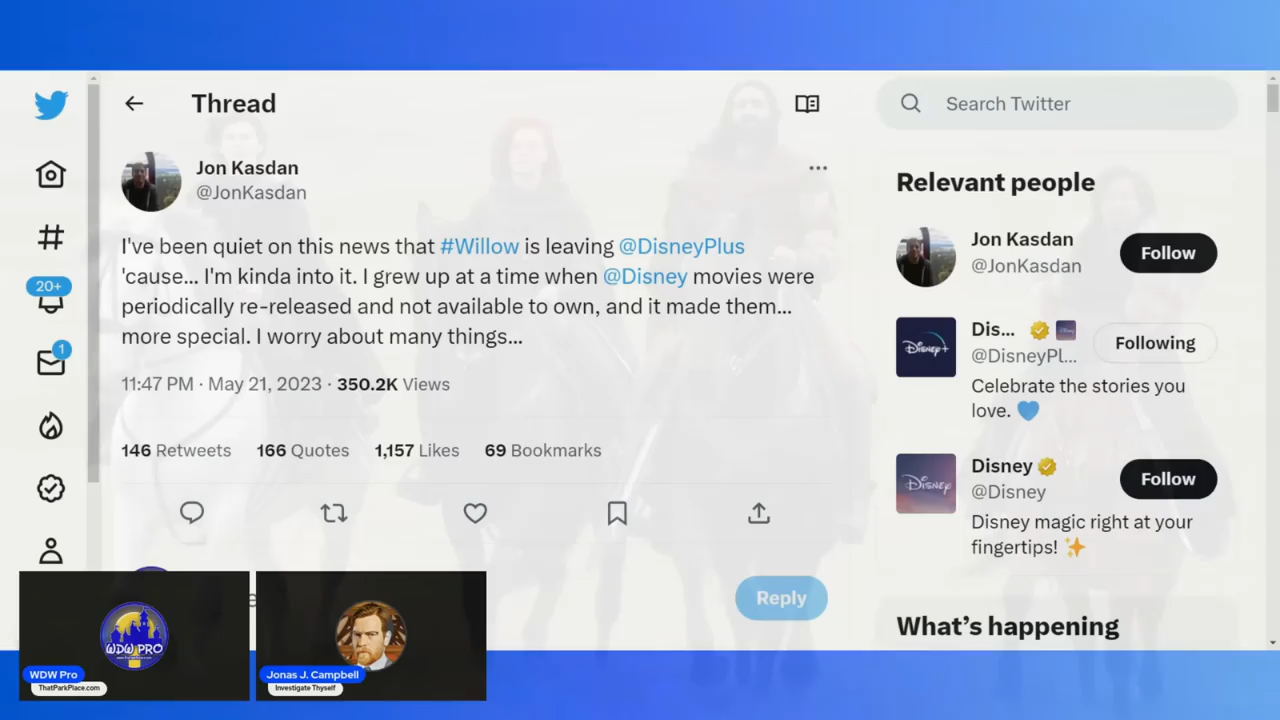 Thread
Search Twitter
Jon Kasdan
@JonKasdan
I've been quiet on this news that #Willow is leaving @DisneyPlus
'cause... I'm kinda into it. I grew up at a time when @Disney movies were
periodically re-released and not available to own, and it made them...
more special. I worry about many things...
11:47 PM · May 21, 2023 · 350.2K Views
146 Retweets 166 Quotes 1,157 Likes 69 Bookmarks
Reply
20+
1
Relevant people
Jon Kasdan
@JonKasdan
Follow
Disney+
Dis...
@DisneyPl...
Following
Celebrate the stories you
love.
Disney
Disney
@Disney
Follow
Disney magic right at your
fingertips!
What's happening
WDW PRO
WDW Pro
ThatParkPlace.com
Jonas J. Campbell
Investigate Thyself